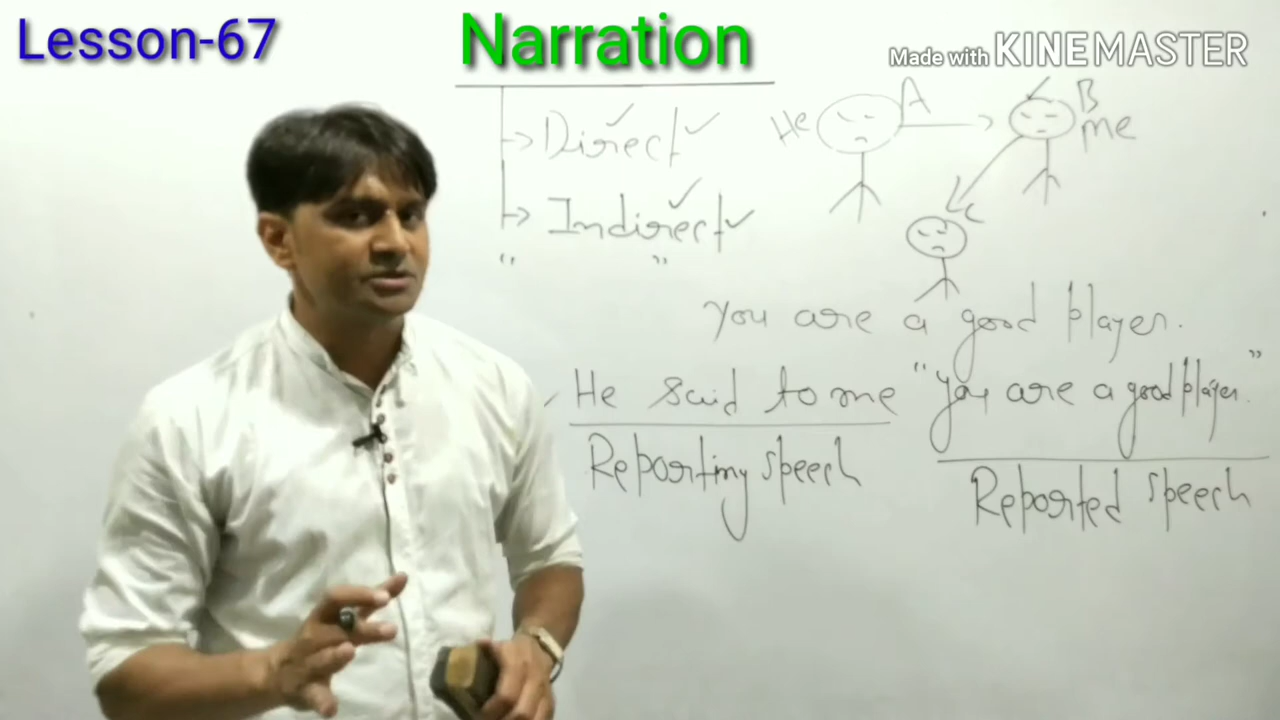 Lesson-67
Narration
Made with KINEMASTER
Direct
Indirect
" "
He A B
me
C
You are a good player.
He said to me "You are a good player."
Reporting speech
Reported speech